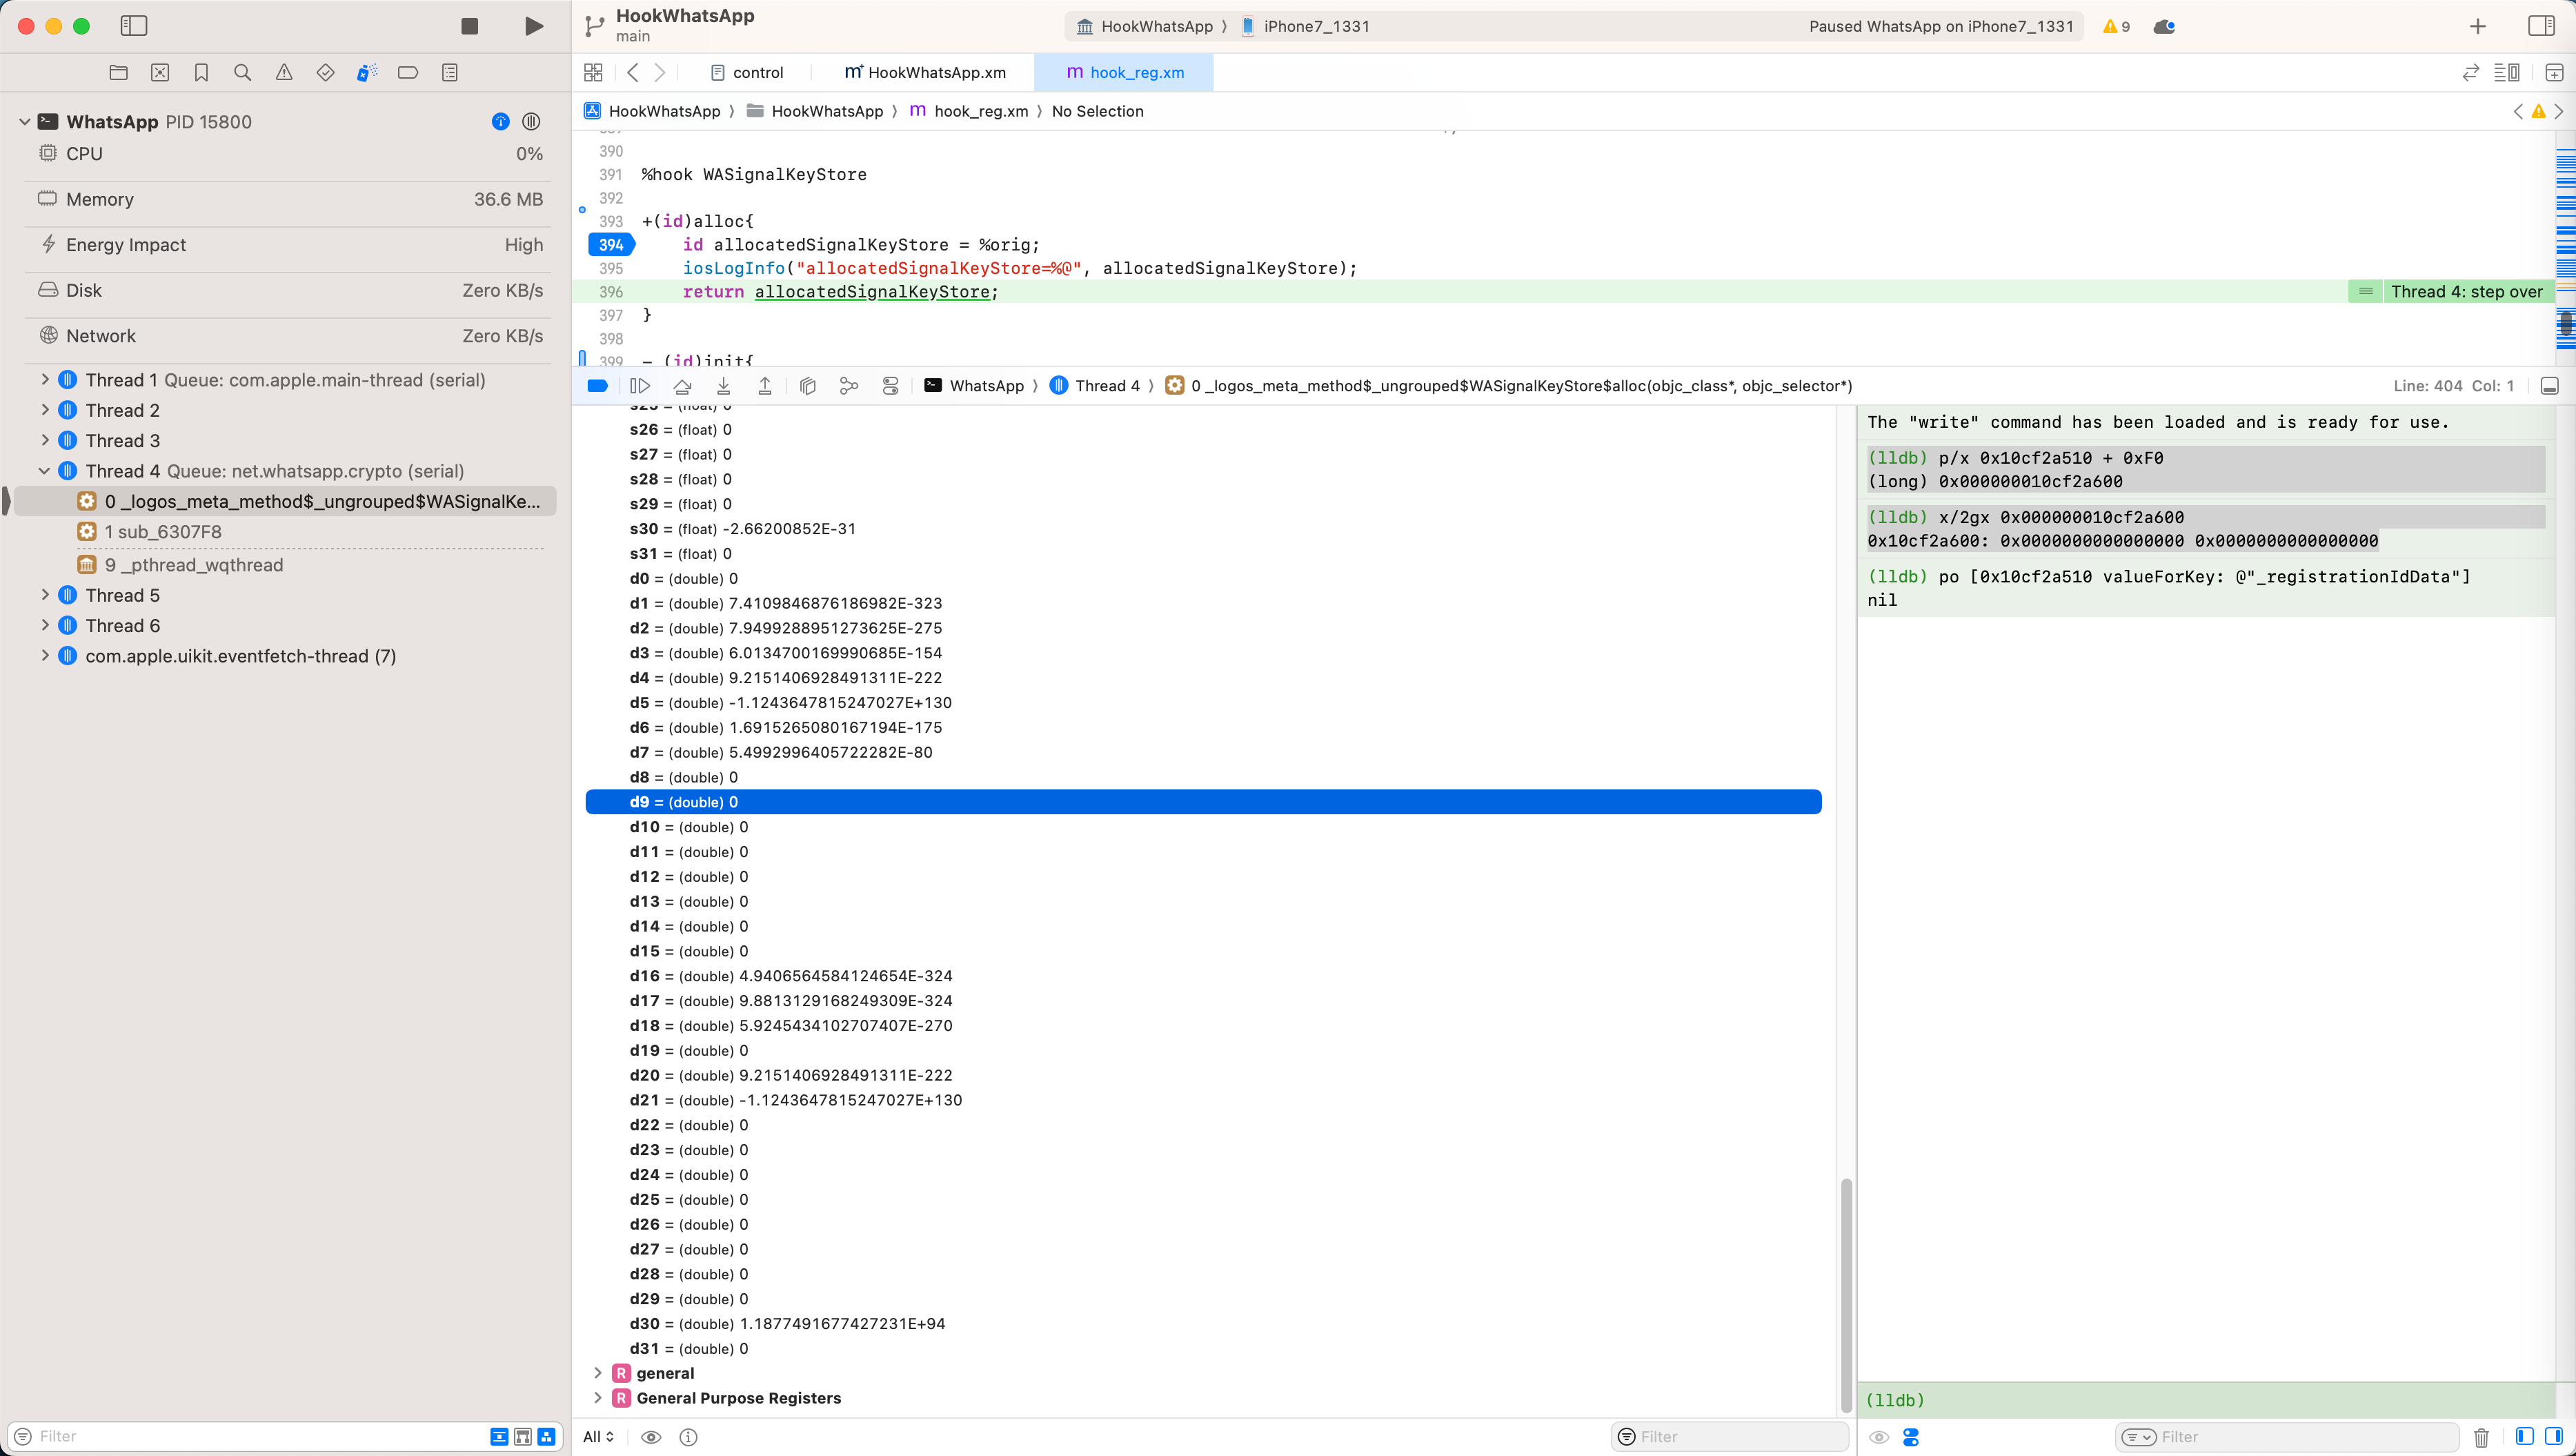 HookWhatsApp
main
HookWhatsApp 〉 iPhone7_1331
Paused WhatsApp on iPhone7_1331
9
control
HookWhatsApp.xm
hook_reg.xm
HookWhatsApp 〉 HookWhatsApp 〉 hook_reg.xm 〉 No Selection
WhatsApp PID 15800
CPU 0%
Memory 36.6 MB
Energy Impact High
Disk Zero KB/s
Network Zero KB/s
Thread 1 Queue: com.apple.main-thread (serial)
Thread 2
Thread 3
Thread 4 Queue: net.whatsapp.crypto (serial)
0 _logos_meta_method$_ungrouped$WASignalKe...
1 sub_6307F8
9 _pthread_wqthread
Thread 5
Thread 6
com.apple.uikit.eventfetch-thread (7)
Filter
390
391 %hook WASignalKeyStore
392
393 +(id)alloc{
394 id allocatedSignalKeyStore = %orig;
395 iosLogInfo("allocatedSignalKeyStore=%@", allocatedSignalKeyStore);
396 return allocatedSignalKeyStore;
Thread 4: step over
397 }
398
399 - (id)init{
WhatsApp 〉 Thread 4 〉 0 _logos_meta_method$_ungrouped$WASignalKeyStore$alloc(objc_class*, objc_selector*)
Line: 404 Col: 1
s25 = (float) 0
s26 = (float) 0
s27 = (float) 0
s28 = (float) 0
s29 = (float) 0
s30 = (float) -2.66200852E-31
s31 = (float) 0
d0 = (double) 0
d1 = (double) 7.4109846876186982E-323
d2 = (double) 7.9499288951273625E-275
d3 = (double) 6.0134700169990685E-154
d4 = (double) 9.2151406928491311E-222
d5 = (double) -1.1243647815247027E+130
d6 = (double) 1.6915265080167194E-175
d7 = (double) 5.4992996405722282E-80
d8 = (double) 0
d9 = (double) 0
d10 = (double) 0
d11 = (double) 0
d12 = (double) 0
d13 = (double) 0
d14 = (double) 0
d15 = (double) 0
d16 = (double) 4.9406564584124654E-324
d17 = (double) 9.8813129168249309E-324
d18 = (double) 5.9245434102707407E-270
d19 = (double) 0
d20 = (double) 9.2151406928491311E-222
d21 = (double) -1.1243647815247027E+130
d22 = (double) 0
d23 = (double) 0
d24 = (double) 0
d25 = (double) 0
d26 = (double) 0
d27 = (double) 0
d28 = (double) 0
d29 = (double) 0
d30 = (double) 1.1877491677427231E+94
d31 = (double) 0
R general
R General Purpose Registers
All
Filter
The "write" command has been loaded and is ready for use.
(lldb) p/x 0x10cf2a510 + 0xF0
(long) 0x000000010cf2a600
(lldb) x/2gx 0x000000010cf2a600
0x10cf2a600: 0x0000000000000000 0x0000000000000000
(lldb) po [0x10cf2a510 valueForKey: @"_registrationIdData"]
nil
(lldb)
Filter